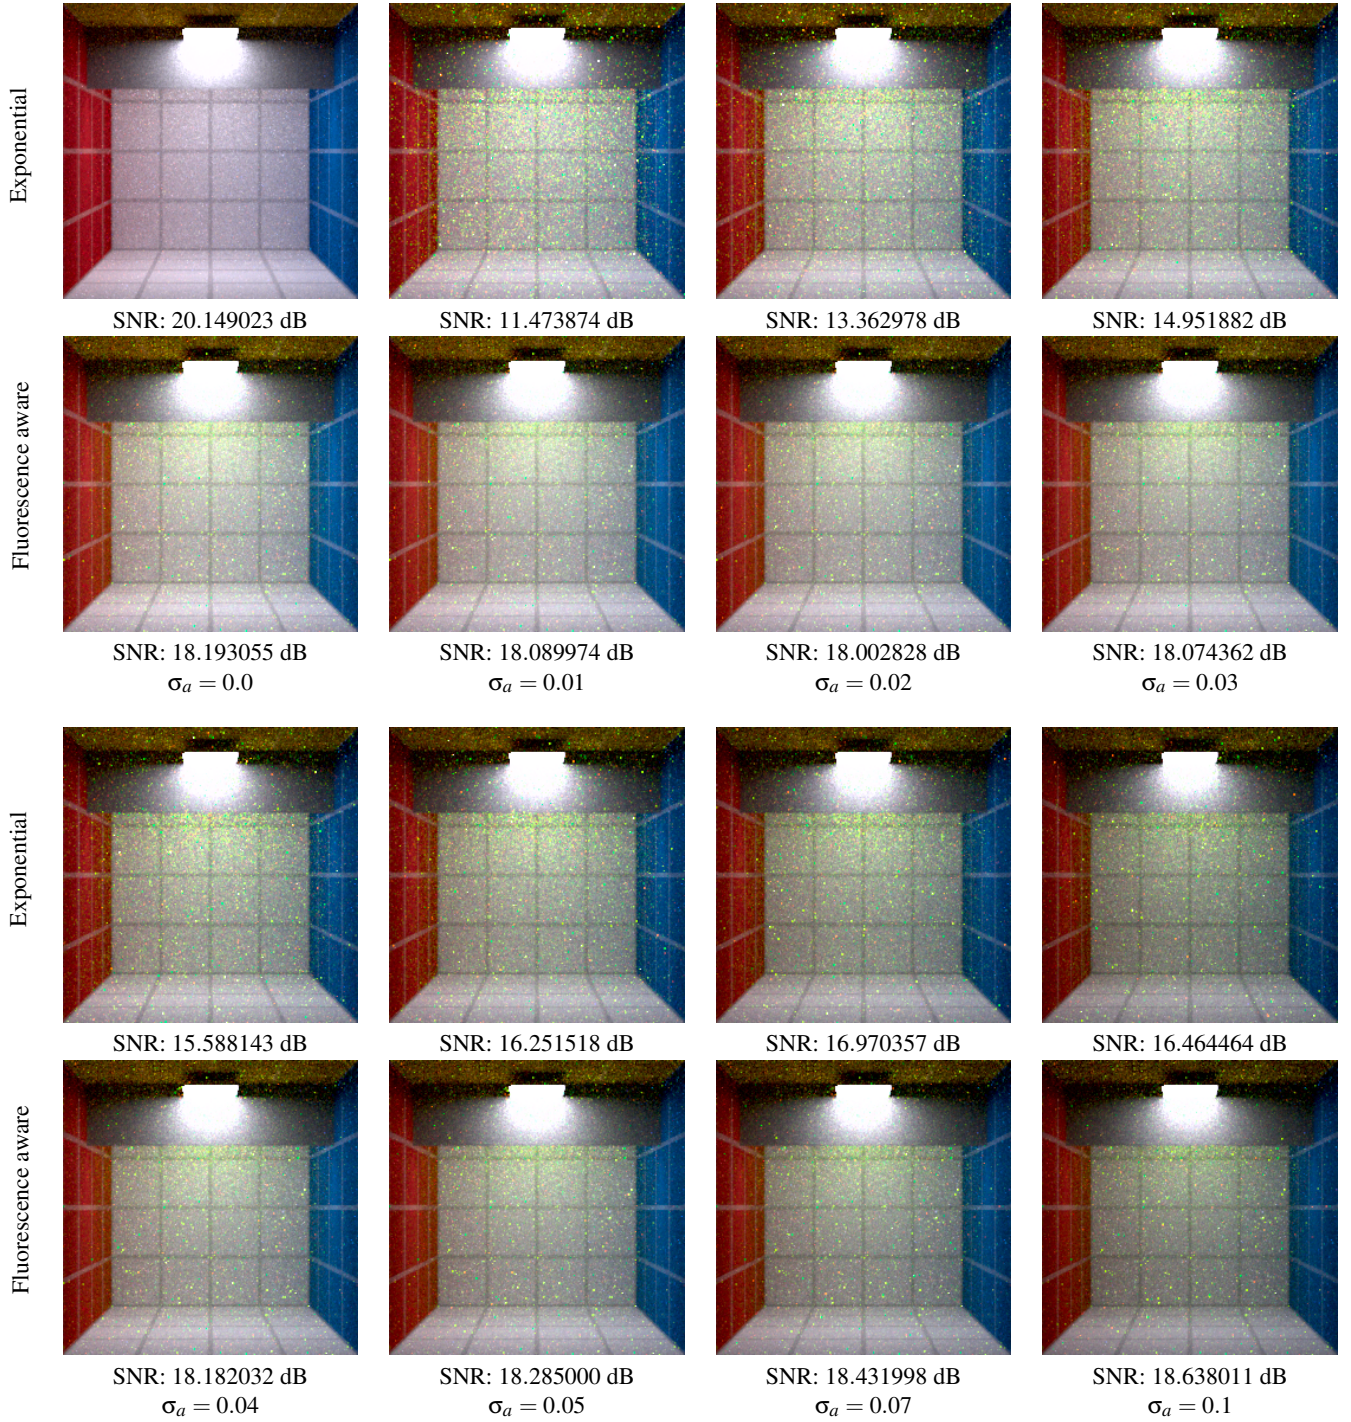 Exponential
SNR: 20.149023 dB
SNR: 11.473874 dB
SNR: 13.362978 dB
SNR: 14.951882 dB
Fluorescence aware
SNR: 18.193055 dB
SNR: 18.089974 dB
SNR: 18.002828 dB
SNR: 18.074362 dB
σa = 0.0
σa = 0.01
σa = 0.02
σa = 0.03
Exponential
SNR: 15.588143 dB
SNR: 16.251518 dB
SNR: 16.970357 dB
SNR: 16.464464 dB
Fluorescence aware
SNR: 18.182032 dB
SNR: 18.285000 dB
SNR: 18.431998 dB
SNR: 18.638011 dB
σa = 0.04
σa = 0.05
σa = 0.07
σa = 0.1